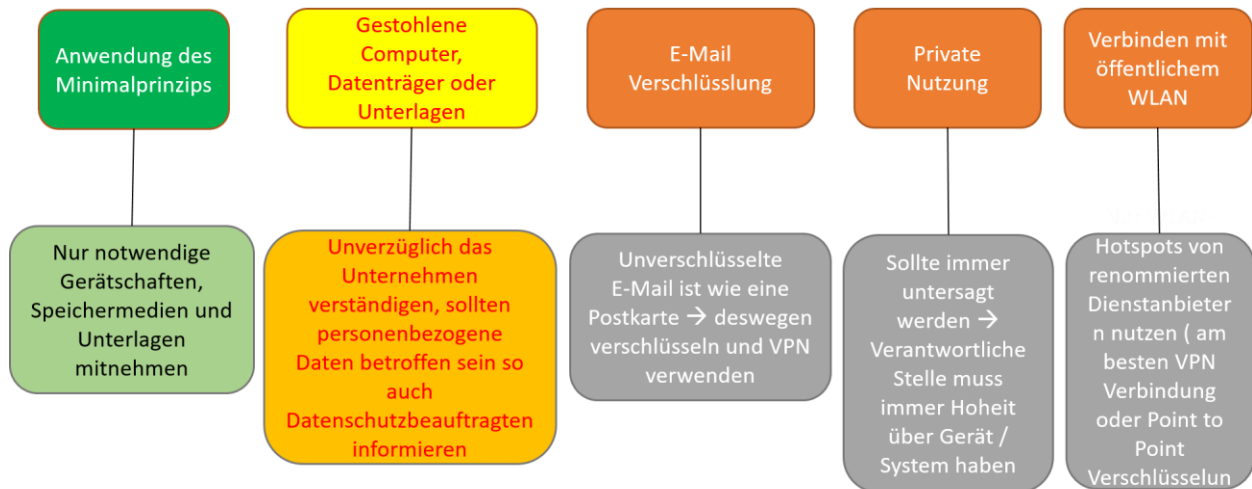 Anwendung des
Minimalprinzips
Gestohlene
Computer,
Datenträger oder
Unterlagen
E-Mail
Verschlüsslung
Private
Nutzung
Verbinden mit
öffentlichem
WLAN
Nur notwendige
Gerätschaften,
Speichermedien und
Unterlagen
mitnehmen
Unverzüglich das
Unternehmen
verständigen, sollten
personenbezogene
Daten betroffen sein so
auch
Datenschutzbeauftragten
informieren
Unverschlüsselte
E-Mail ist wie eine
Postkarte → deswegen
verschlüseln und VPN
verwenden
Sollte immer
untersagt
werden →
Verantwortliche
Stelle muss
immer Hoheit
über Gerät /
System haben
Hotspots von
renommierten
Dienstanbieter
n nutzen ( am
besten VPN
Verbindung
oder Point to
Point
Verschlüsselun